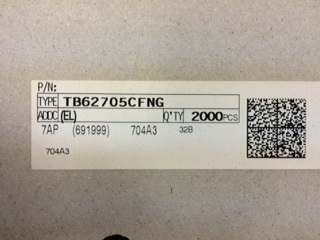 P/N:
TYPE TB62705CFNG
ADDC (EL) Q'TY 2000PCS
7AP (691999) 704A3 32B
704A3